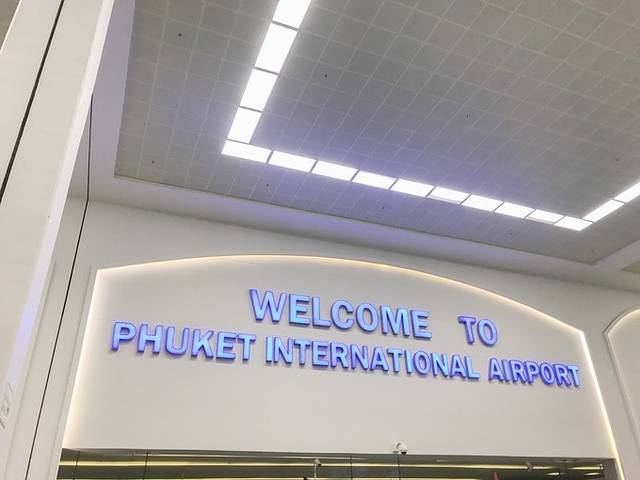 WELCOME TO
PHUKET INTERNATIONAL AIRPORT